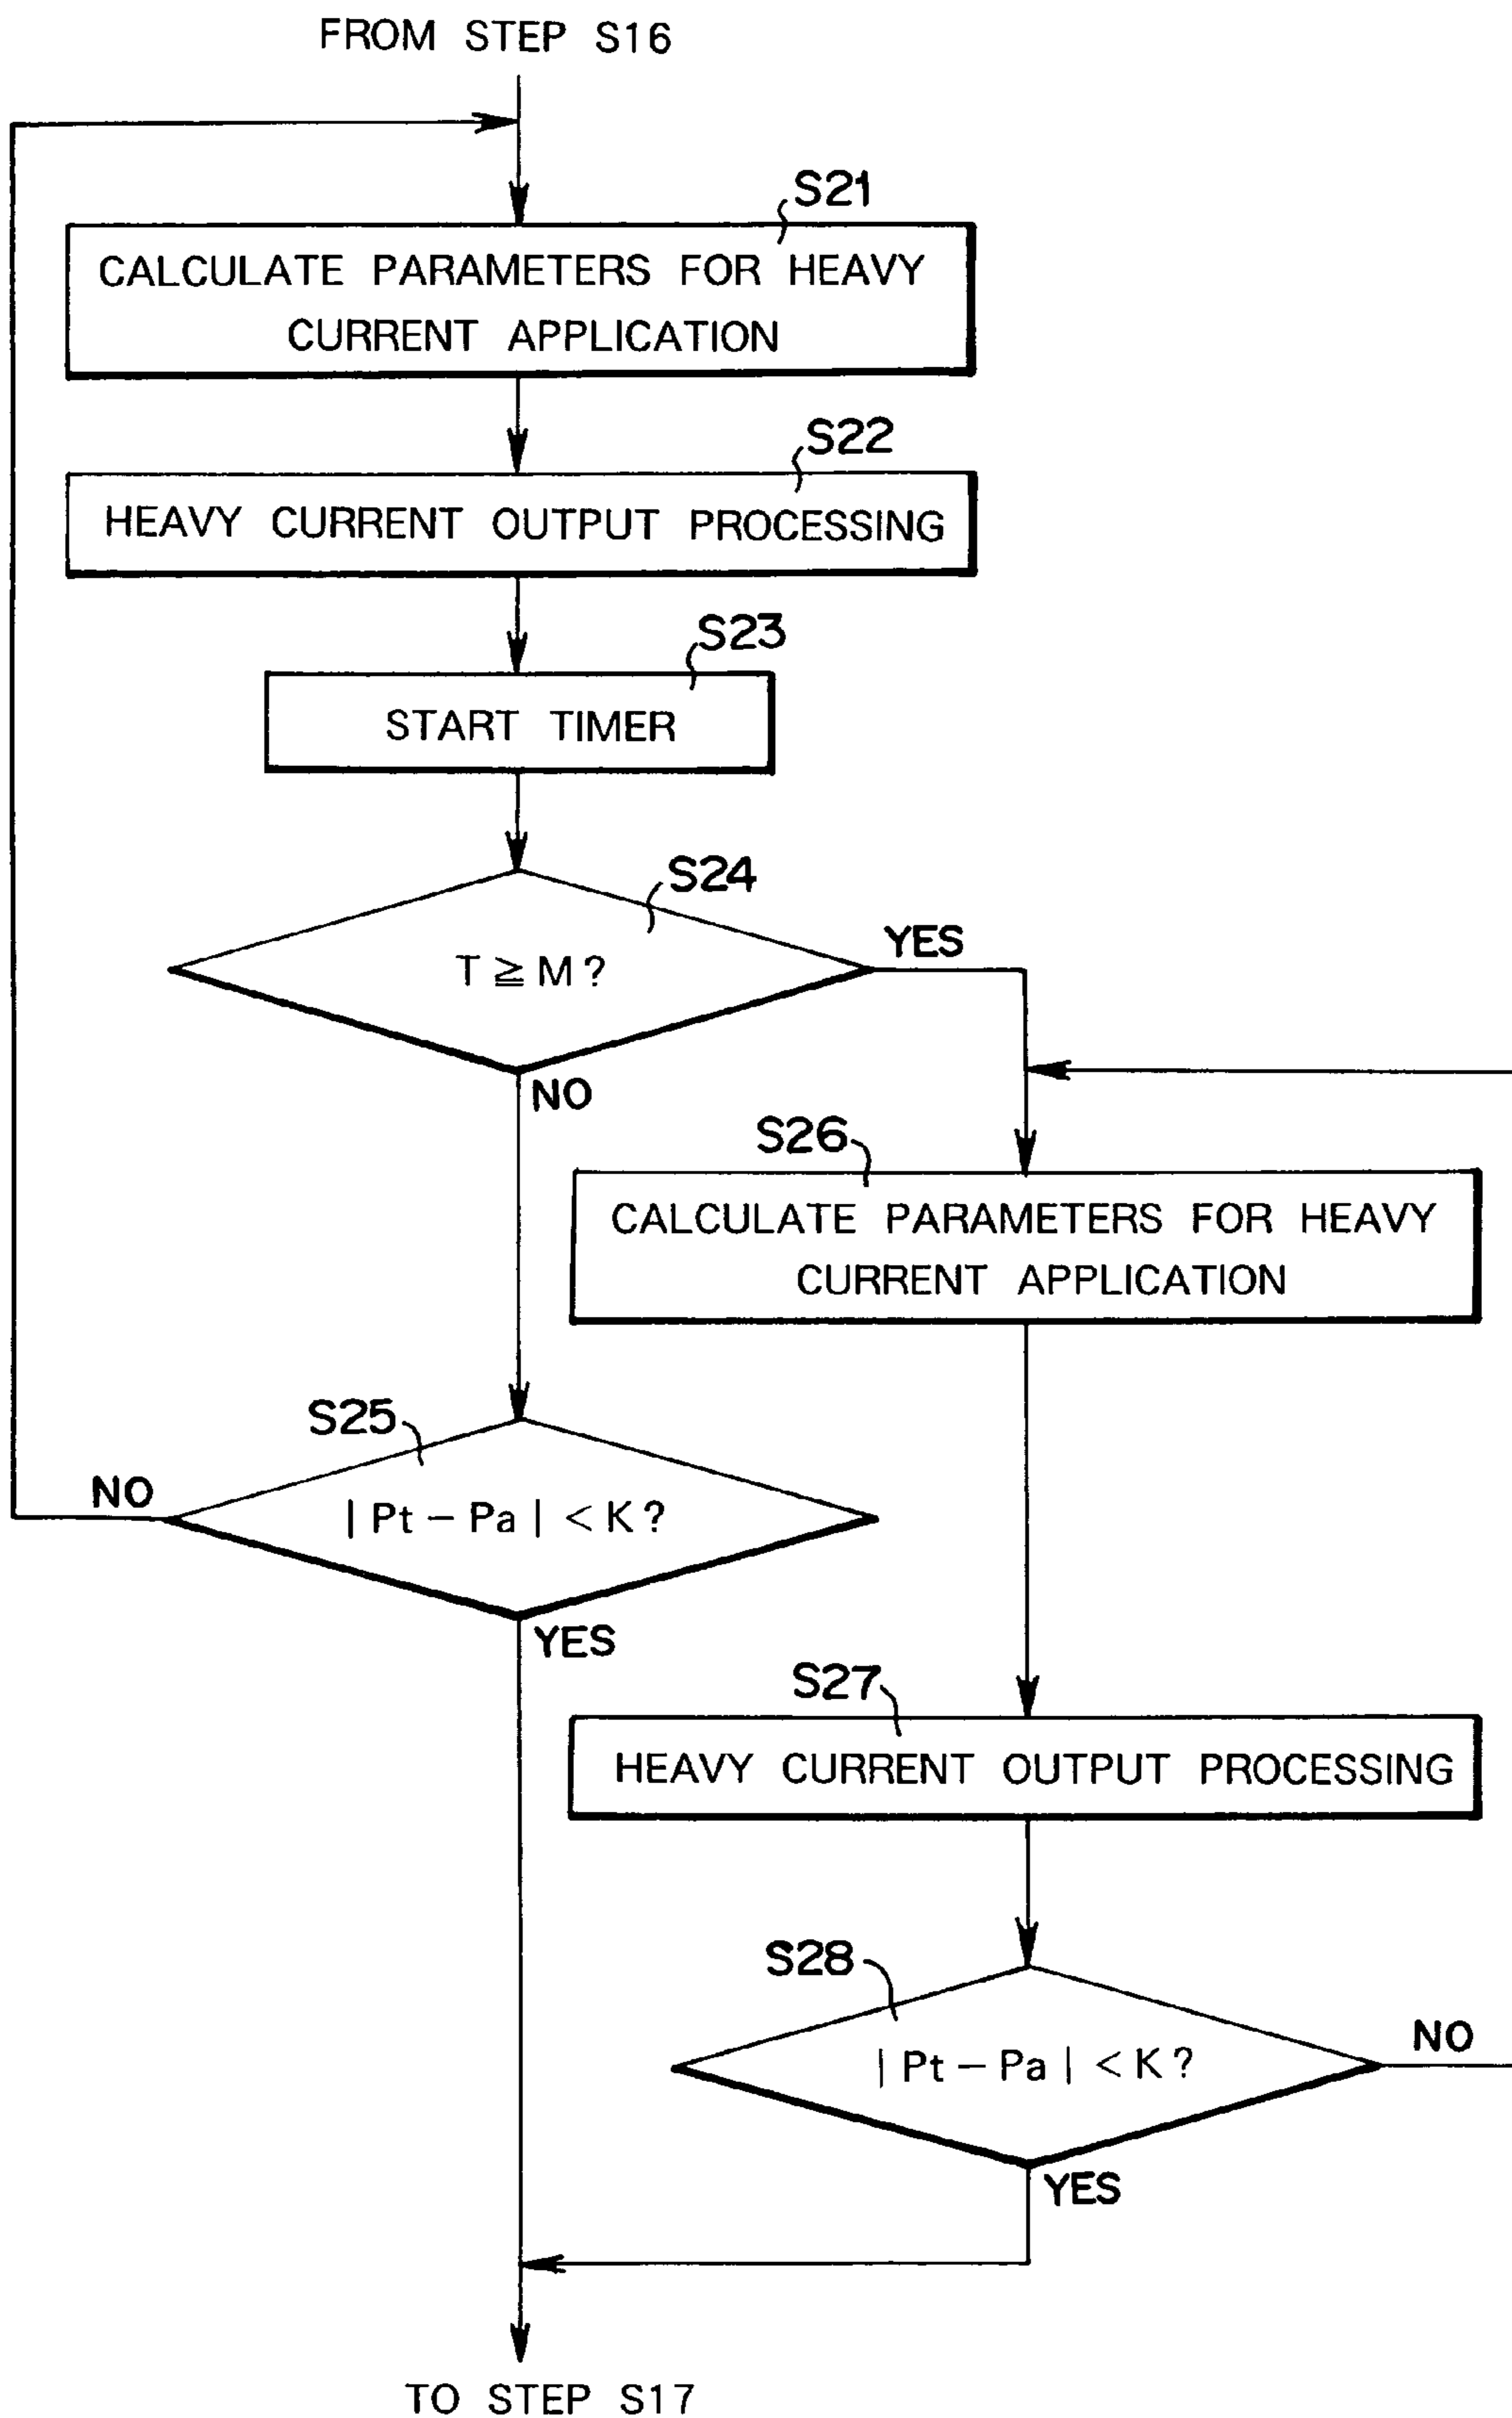 FROM STEP S16
S21
CALCULATE PARAMETERS FOR HEAVY
CURRENT APPLICATION
S22
HEAVY CURRENT OUTPUT PROCESSING
S23
START TIMER
S24
T ≧ M ?
YES
NO
S26
CALCULATE PARAMETERS FOR HEAVY
CURRENT APPLICATION
S25
| Pt – Pa | < K ?
NO
YES
S27
HEAVY CURRENT OUTPUT PROCESSING
S28
| Pt – Pa | < K ?
NO
YES
TO STEP S17